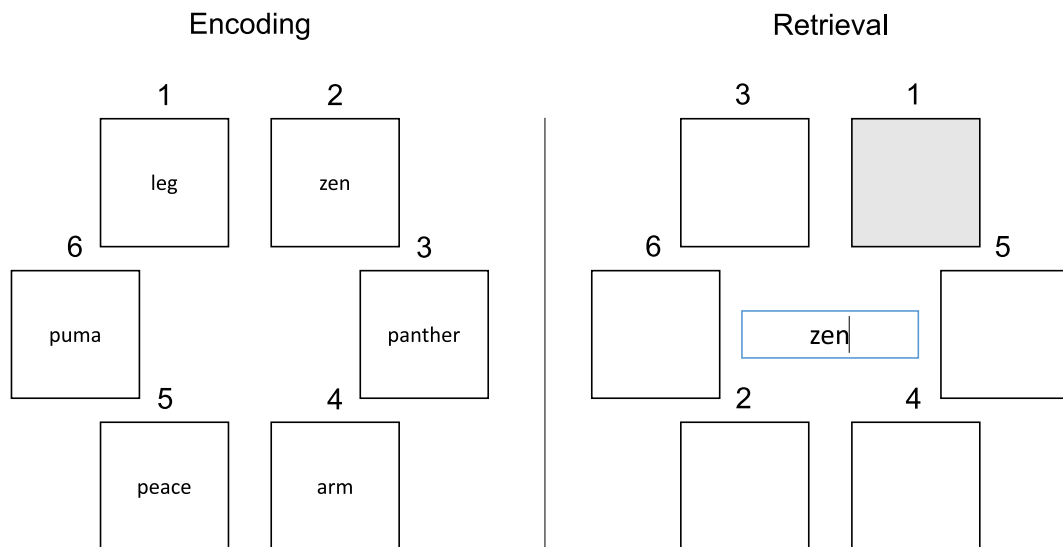 Encoding
Retrieval
1 2
leg zen
6 3
puma panther
5 4
peace arm
3 1
6 5
zen
2 4